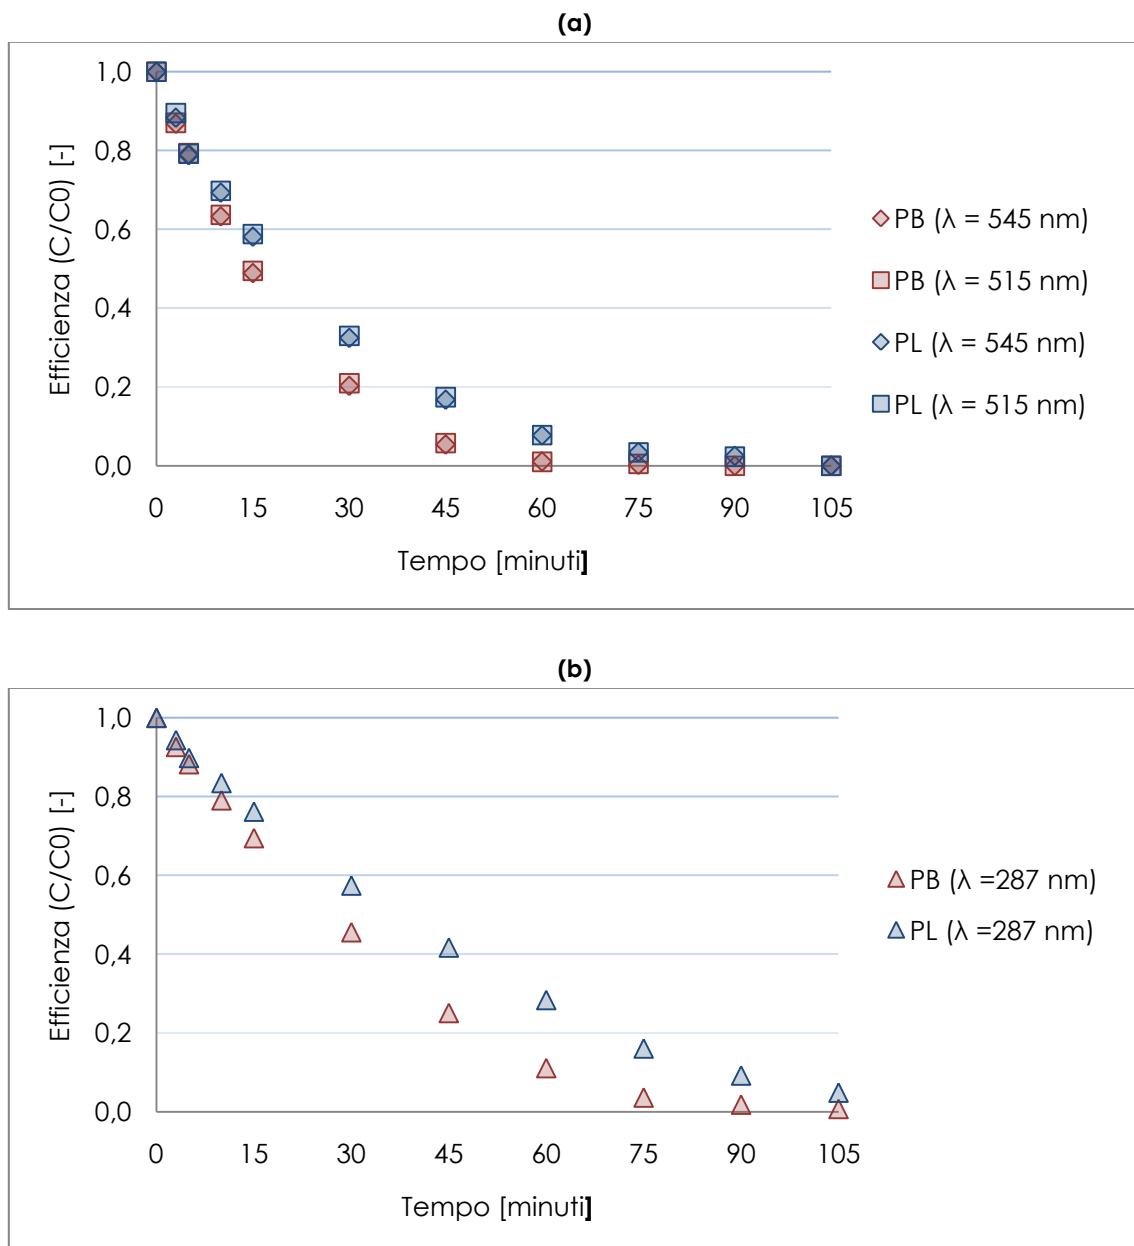 (a)
1,0
0,8
0,6
0,4
0,2
0,0
Efficienza (C/C0) [-]
0 15 30 45 60 75 90 105
Tempo [minuti]
PB (λ = 545 nm)
PB (λ = 515 nm)
PL (λ = 545 nm)
PL (λ = 515 nm)
(b)
1,0
0,8
0,6
0,4
0,2
0,0
Efficienza (C/C0) [-]
0 15 30 45 60 75 90 105
Tempo [minuti]
PB (λ =287 nm)
PL (λ =287 nm)